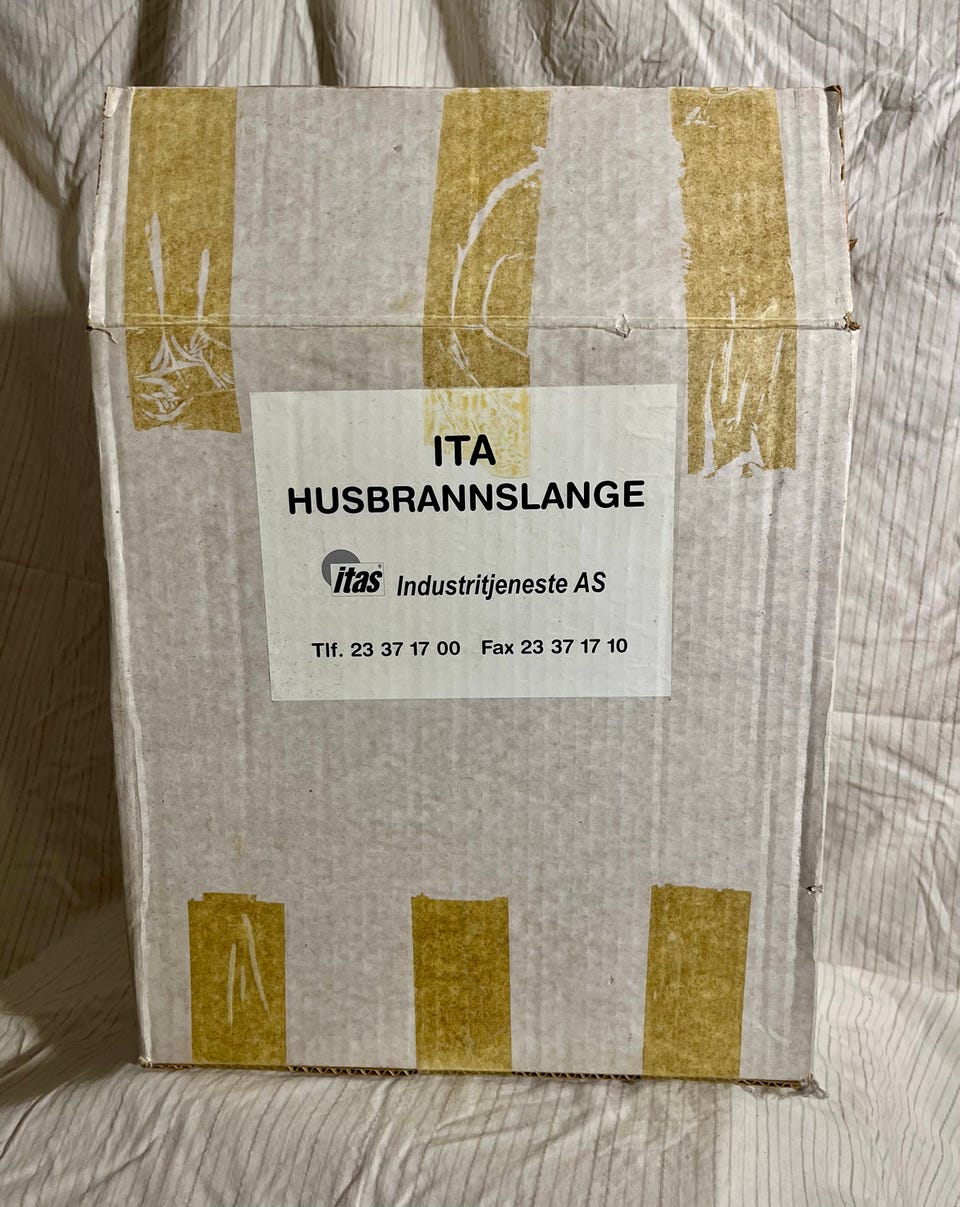 ITA
HUSBRANNSLANGE
itas® Industritjeneste AS
Tlf. 23 37 17 00 Fax 23 37 17 10